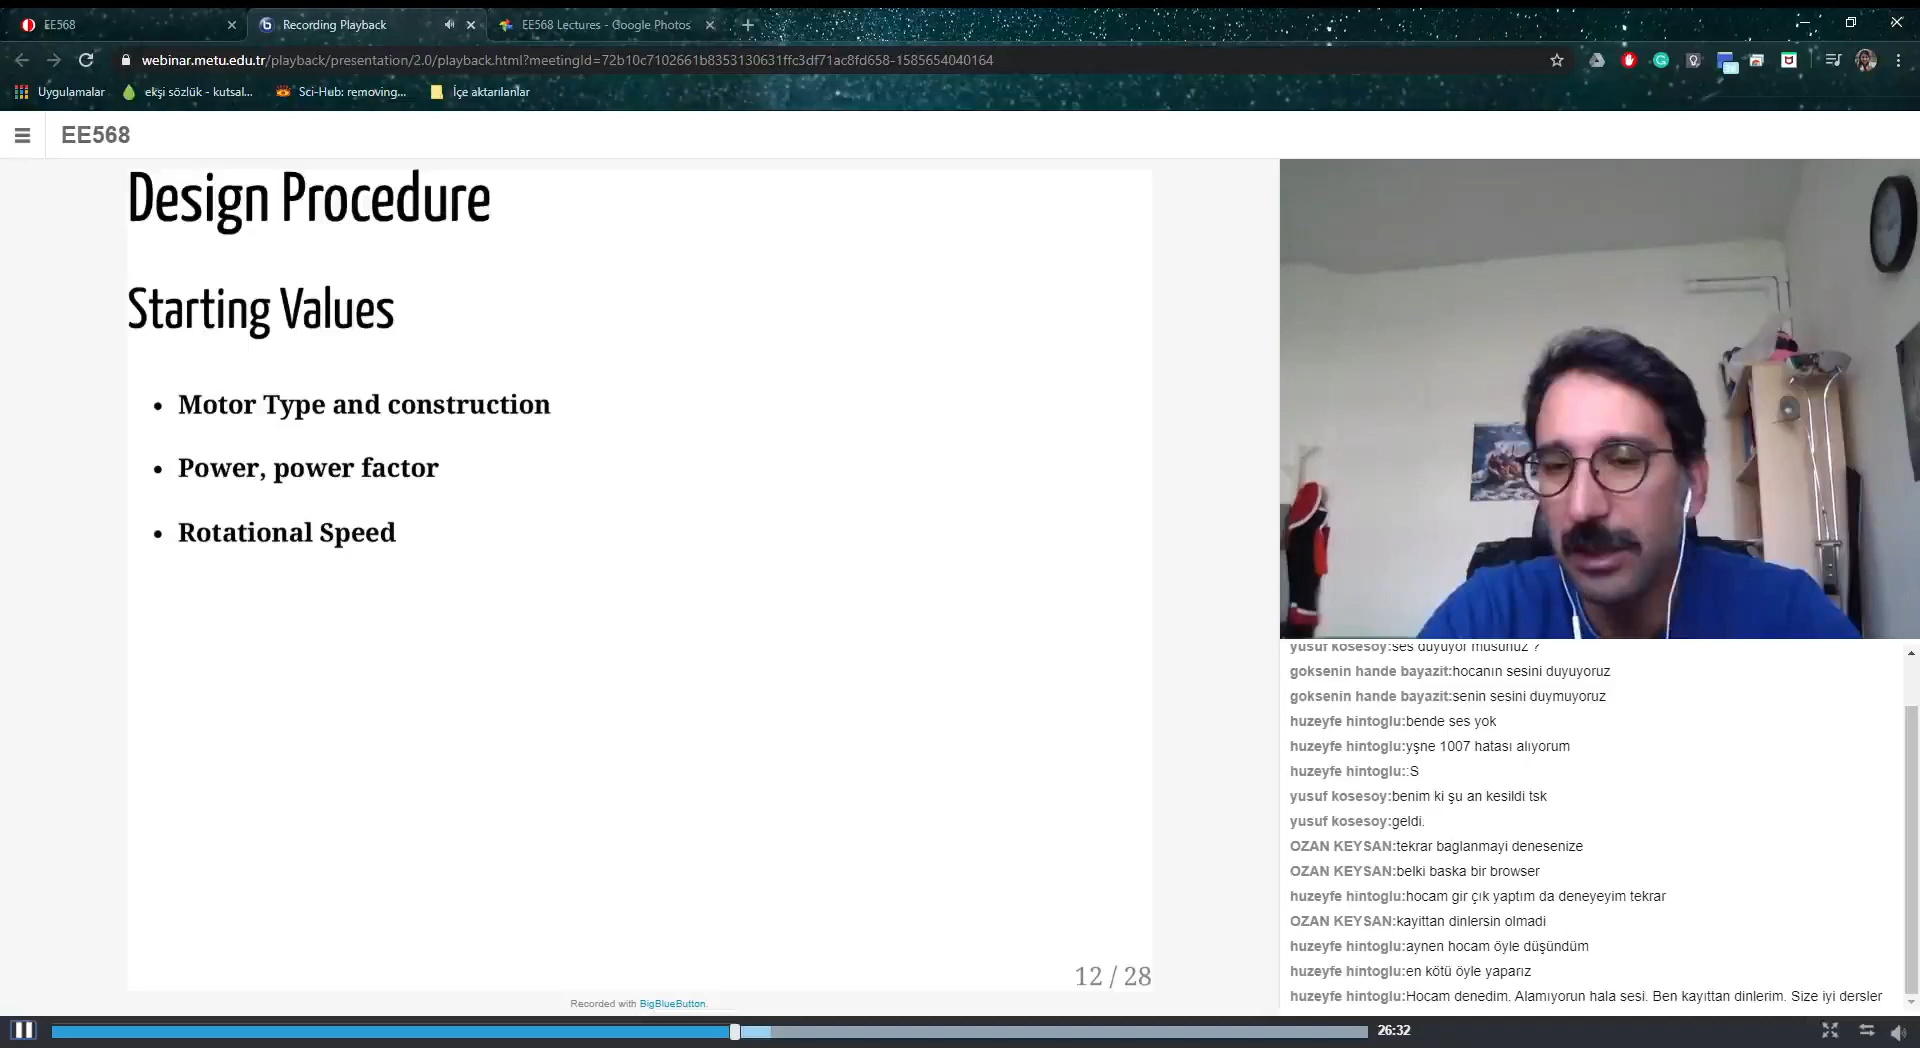 EE568
Recording Playback
EE568 Lectures - Google Photos
webinar.metu.edu.tr/playback/presentation/2.0/playback.html?meetingId=72b10c7102661b8353130631ffc3df71ac8fd658-1585654040164
Uygulamalar
ekşi sözlük - kutsal...
Sci-Hub: removing...
İçe aktarılanlar
EE568
Design Procedure
Starting Values
• Motor Type and construction
• Power, power factor
• Rotational Speed
12 / 28
Recorded with BigBlueButton.
yusuf kosesoy:ses duyuyor musunuz ?
goksenin hande bayazit:hocanın sesini duyuyoruz
goksenin hande bayazit:senin sesini duymuyoruz
huzeyfe hintoglu:bende ses yok
huzeyfe hintoglu:yşne 1007 hatası alıyorum
huzeyfe hintoglu::S
yusuf kosesoy:benim ki şu an kesildi tsk
yusuf kosesoy:geldi.
OZAN KEYSAN:tekrar baglanmayi denesenize
OZAN KEYSAN:belki baska bir browser
huzeyfe hintoglu:hocam gir çık yaptım da deneyeyim tekrar
OZAN KEYSAN:kayittan dinlersin olmadi
huzeyfe hintoglu:aynen hocam öyle düşündüm
huzeyfe hintoglu:en kötü öyle yaparız
huzeyfe hintoglu:Hocam denedim. Alamıyorun hala sesi. Ben kayıttan dinlerim. Size iyi dersler
26:32